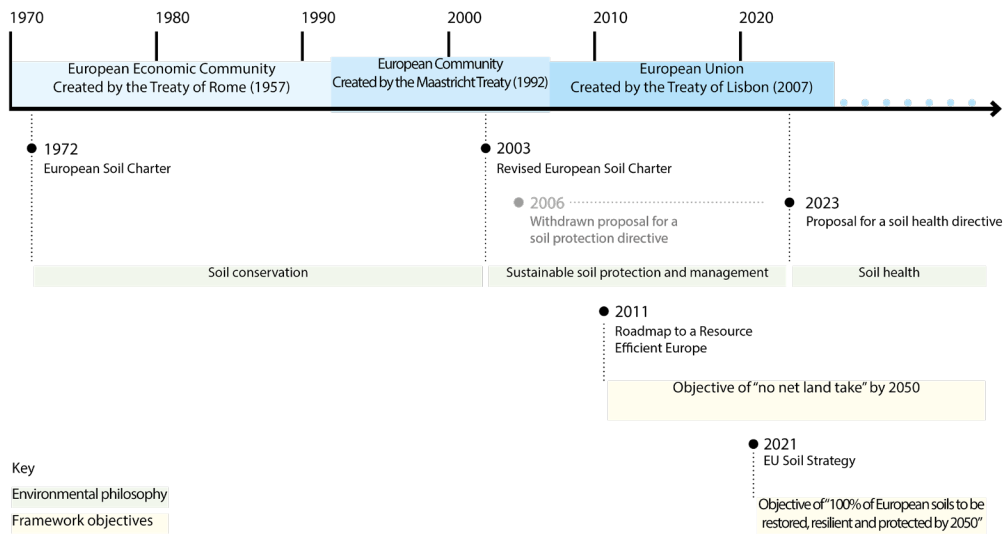 1970 1980 1990 2000 2010 2020
European Economic Community
Created by the Treaty of Rome (1957)
European Community
Created by the Maastricht Treaty (1992)
European Union
Created by the Treaty of Lisbon (2007)
1972
European Soil Charter
2003
Revised European Soil Charter
2006
Withdrawn proposal for a
soil protection directive
2023
Proposal for a soil health directive
Soil conservation
Sustainable soil protection and management
Soil health
2011
Roadmap to a Resource
Efficient Europe
Objective of "no net land take" by 2050
2021
EU Soil Strategy
Objective of "100% of European soils to be
restored, resilient and protected by 2050"
Key
Environmental philosophy
Framework objectives